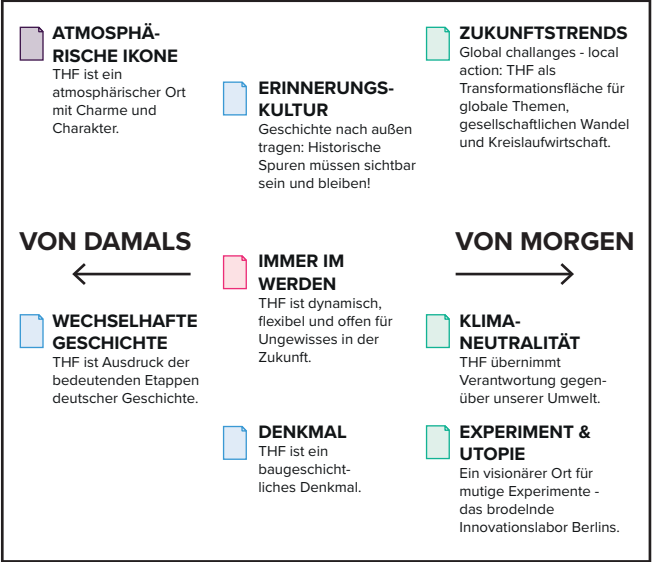 ATMOSPHÄ-
RISCHE IKONE
THF ist ein
atmosphärischer Ort
mit Charme und
Charakter.
ERINNERUNGS-
KULTUR
Geschichte nach außen
tragen: Historische
Spuren müssen sichtbar
sein und bleiben!
ZUKUNFTSTRENDS
Global challanges - local
action: THF als
Transformationsfläche für
globale Themen,
gesellschaftlichen Wandel
und Kreislaufwirtschaft.
VON DAMALS
VON MORGEN
WECHSELHAFTE
GESCHICHTE
THF ist Ausdruck der
bedeutenden Etappen
deutscher Geschichte.
IMMER IM
WERDEN
THF ist dynamisch,
flexibel und offen für
Ungewisses in der
Zukunft.
KLIMA-
NEUTRALITÄT
THF übernimmt
Verantwortung gegen-
über unserer Umwelt.
DENKMAL
THF ist ein
baugeschicht-
liches Denkmal.
EXPERIMENT &
UTOPIE
Ein visionärer Ort für
mutige Experimente -
das brodelnde
Innovationslabor Berlins.